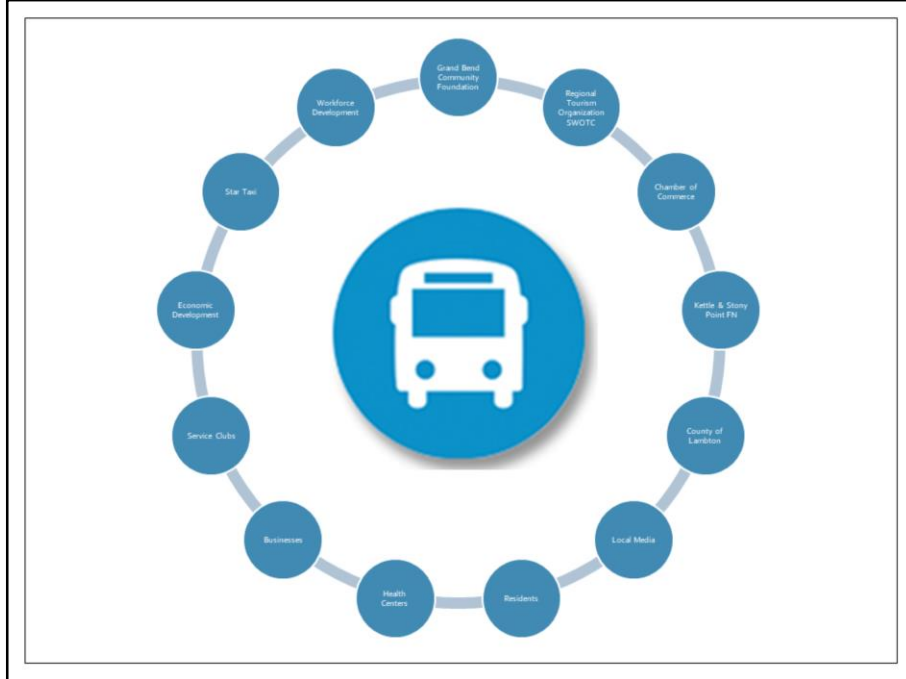 Grand Bend
Community
Foundation
Regional
Tourism
Organization
SWOTC
Chamber of
Commerce
Kettle & Stony
Point FN
County of
Lambton
Local Media
Residents
Health
Centers
Businesses
Service Clubs
Economic
Development
Star Taxi
Workforce
Development